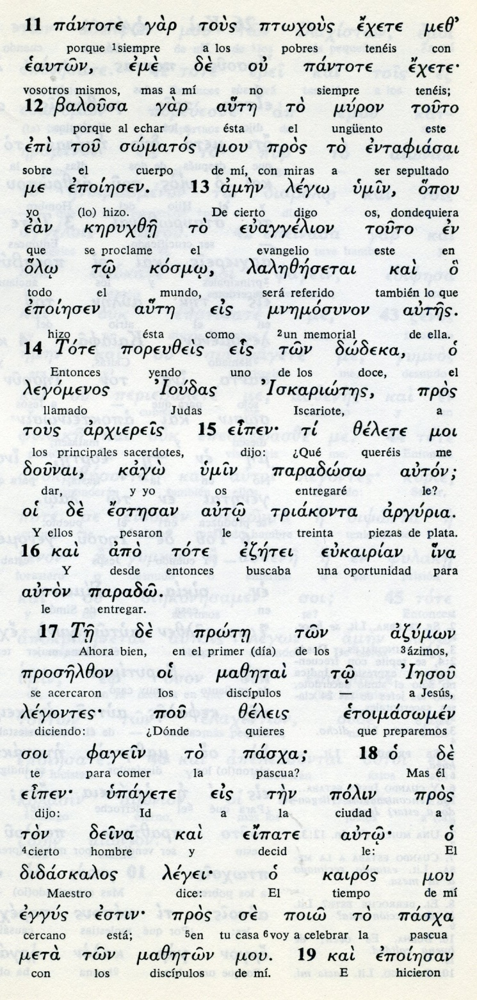 11 πάντοτε γὰρ τοὺς πτωχοὺς ἔχετε μεθ’
porque 1siempre a los pobres tenéis con
ἑαυτῶν, ἐμὲ δὲ οὐ πάντοτε ἔχετε·
vosotros mismos, mas a mí no siempre tenéis;
12 βαλοῦσα γὰρ αὕτη τὸ μύρον τοῦτο
porque al echar ésta el ungüento este
ἐπὶ τοῦ σώματός μου πρὸς τὸ ἐνταφιάσαι
sobre el cuerpo de mí, con miras a ser sepultado
με ἐποίησεν. 13 ἀμὴν λέγω ὑμῖν, ὅπου
yo (lo) hizo. De cierto digo os, dondequiera
ἐὰν κηρυχθῇ τὸ εὐαγγέλιον τοῦτο ἐν
que se proclame el evangelio este en
ὅλῳ τῷ κόσμῳ, λαληθήσεται καὶ ὃ
todo el mundo, será referido también lo que
ἐποίησεν αὕτη εἰς μνημόσυνον αὐτῆς.
hizo ésta como 2un memorial de ella.
14 Τότε πορευθεὶς εἷς τῶν δώδεκα, ὁ
Entonces yendo uno de los doce, el
λεγόμενος Ἰούδας Ἰσκαριώτης, πρὸς
llamado Judas Iscariote, a
τοὺς ἀρχιερεῖς 15 εἶπεν· τί θέλετε μοι
los principales sacerdotes, dijo: ¿Qué queréis me
δοῦναι, κἀγὼ ὑμῖν παραδώσω αὐτόν;
dar, y yo os entregaré le?
οἱ δὲ ἔστησαν αὐτῷ τριάκοντα ἀργύρια.
Y ellos pesaron le treinta piezas de plata.
16 καὶ ἀπὸ τότε ἐζήτει εὐκαιρίαν ἵνα
Y desde entonces buscaba una oportunidad para
αὐτὸν παραδῶ.
le entregar.
17 Τῇ δὲ πρώτῃ τῶν ἀζύμων
Ahora bien, en el primer (día) de los 3ázimos,
προσῆλθον οἱ μαθηταὶ τῷ Ἰησοῦ
se acercaron los discípulos — a Jesús,
λέγοντες· ποῦ θέλεις ἑτοιμάσωμέν
diciendo: ¿Dónde quieres que preparemos
σοι φαγεῖν τὸ πάσχα; 18 ὁ δὲ
te para comer la pascua? Mas él
εἶπεν· ὑπάγετε εἰς τὴν πόλιν πρὸς
dijo: Id a la ciudad a
τὸν δεῖνα καὶ εἴπατε αὐτῷ· ὁ
4cierto hombre y decid le: El
διδάσκαλος λέγει· ὁ καιρός μου
Maestro dice: El tiempo de mí
ἐγγύς ἐστιν· πρὸς σὲ ποιῶ τὸ πάσχα
cercano está; 5en tu casa 6voy a celebrar la pascua
μετὰ τῶν μαθητῶν μου. 19 καὶ ἐποίησαν
con los discípulos de mí. E hicieron